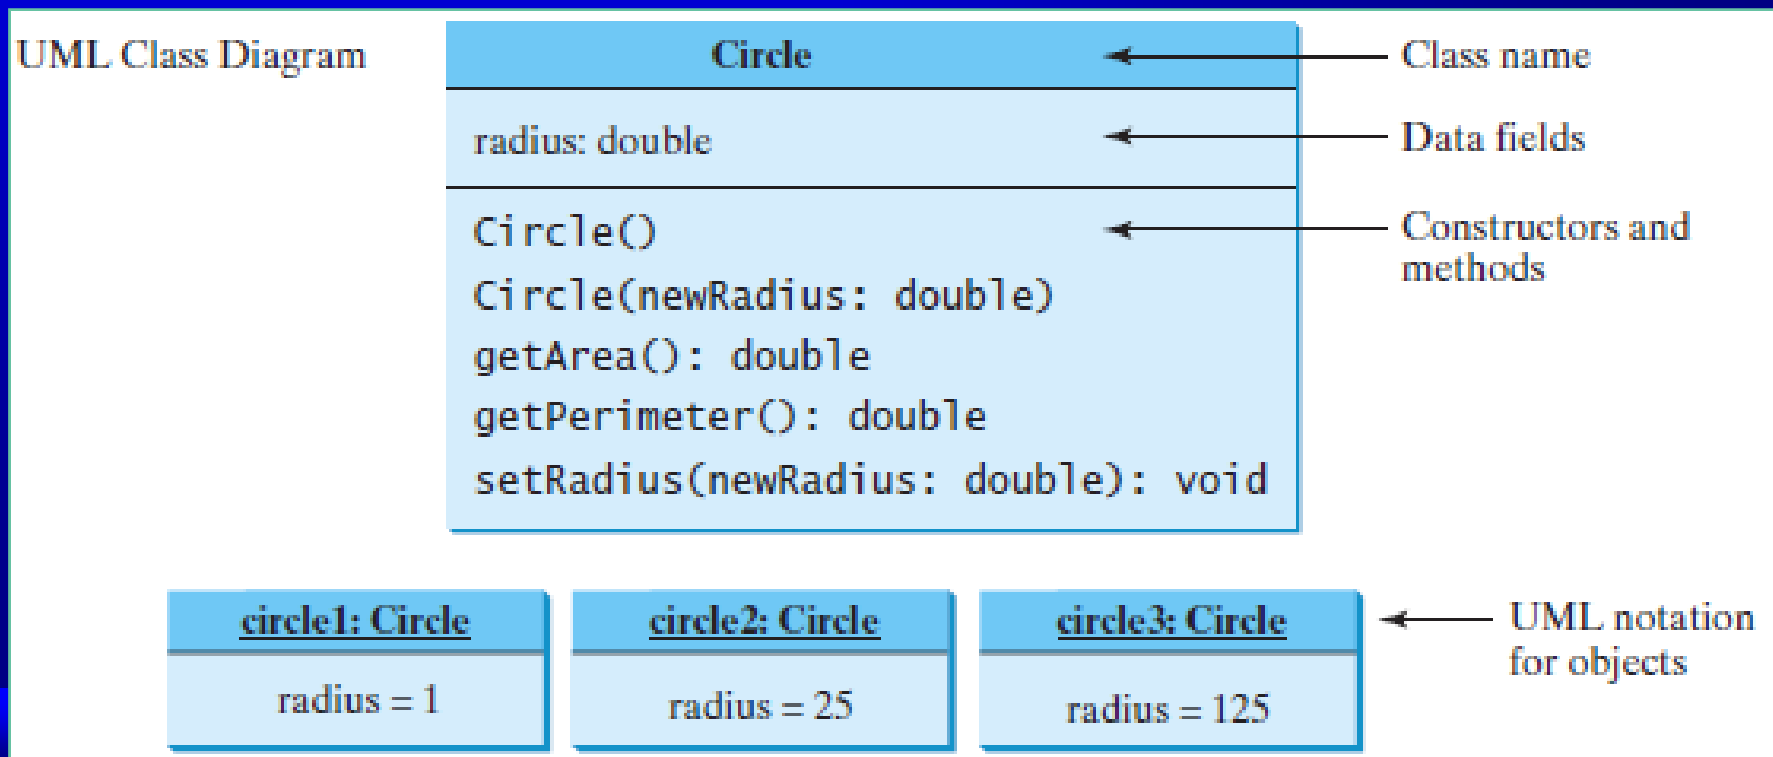 UML Class Diagram
Circle
Class name
radius: double
Data fields
Circle()
Constructors and
methods
Circle(newRadius: double)
getArea(): double
getPerimeter(): double
setRadius(newRadius: double): void
circle1: Circle
circle2: Circle
circle3: Circle
UML notation
for objects
radius = 1
radius = 25
radius = 125